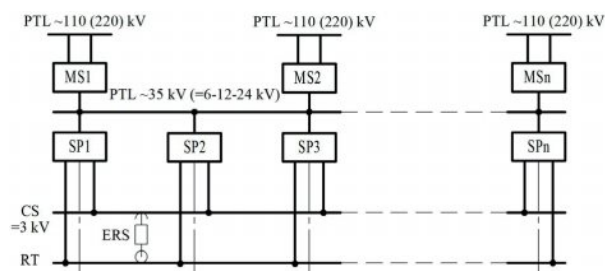 PTL ~110 (220) kV
PTL ~110 (220) kV
PTL ~110 (220) kV
MS1
MS2
MSn
PTL ~35 kV (=6-12-24 kV)
SP1
SP2
SP3
SPn
CS
=3 kV
ERS
RT